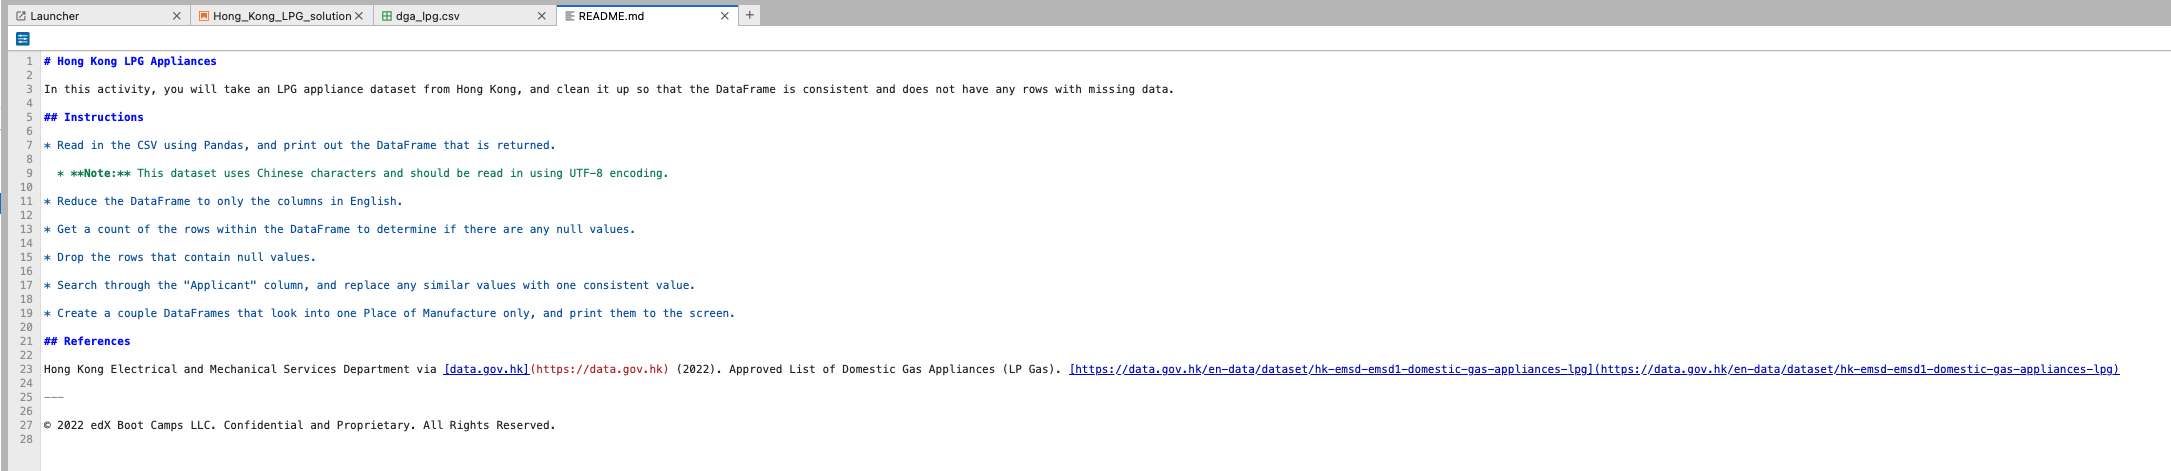 Launcher
Hong_Kong_LPG_solution
dga_lpg.csv
README.md
1 # Hong Kong LPG Appliances
2
3 In this activity, you will take an LPG appliance dataset from Hong Kong, and clean it up so that the DataFrame is consistent and does not have any rows with missing data.
4
5 ## Instructions
6
7 * Read in the CSV using Pandas, and print out the DataFrame that is returned.
8
9   * **Note:** This dataset uses Chinese characters and should be read in using UTF-8 encoding.
10
11 * Reduce the DataFrame to only the columns in English.
12
13 * Get a count of the rows within the DataFrame to determine if there are any null values.
14
15 * Drop the rows that contain null values.
16
17 * Search through the "Applicant" column, and replace any similar values with one consistent value.
18
19 * Create a couple DataFrames that look into one Place of Manufacture only, and print them to the screen.
20
21 ## References
22
23 Hong Kong Electrical and Mechanical Services Department via [data.gov.hk](https://data.gov.hk) (2022). Approved List of Domestic Gas Appliances (LP Gas). [https://data.gov.hk/en-data/dataset/hk-emsd-emsd1-domestic-gas-appliances-lpg](https://data.gov.hk/en-data/dataset/hk-emsd-emsd1-domestic-gas-appliances-lpg)
24
25 ---
26
27 © 2022 edX Boot Camps LLC. Confidential and Proprietary. All Rights Reserved.
28